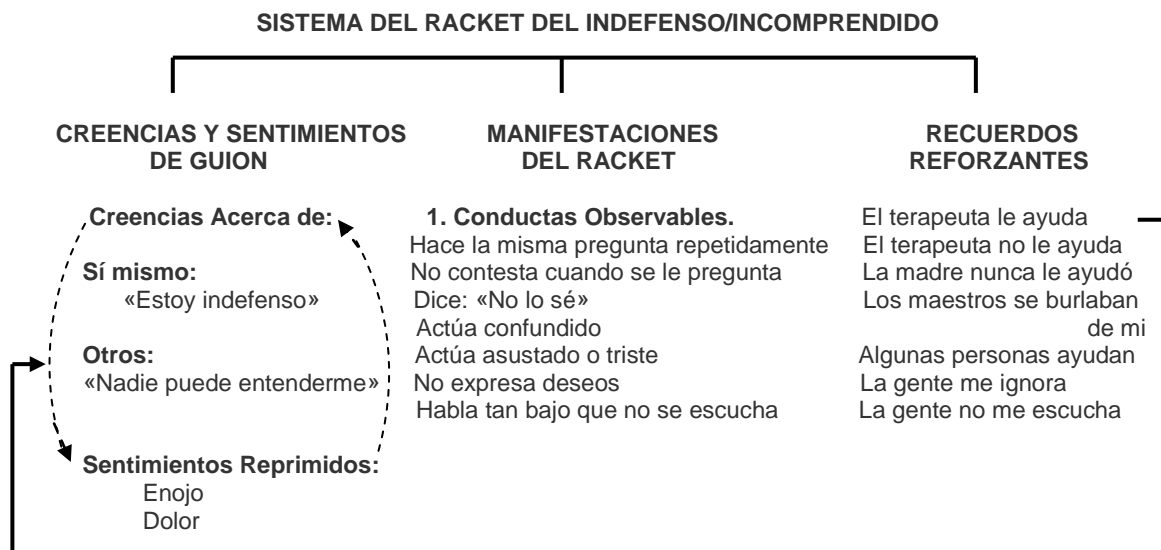 SISTEMA DEL RACKET DEL INDEFENSO/INCOMPRENDIDO
CREENCIAS Y SENTIMIENTOS
DE GUION
Creencias Acerca de:
Sí mismo:
«Estoy indefenso»
Otros:
«Nadie puede entenderme»
Sentimientos Reprimidos:
Enojo
Dolor
MANIFESTACIONES
DEL RACKET
1. Conductas Observables.
Hace la misma pregunta repetidamente
No contesta cuando se le pregunta
Dice: «No lo sé»
Actúa confundido
Actúa asustado o triste
No expresa deseos
Habla tan bajo que no se escucha
RECUERDOS
REFORZANTES
El terapeuta le ayuda
El terapeuta no le ayuda
La madre nunca le ayudó
Los maestros se burlaban
de mi
Algunas personas ayudan
La gente me ignora
La gente no me escucha